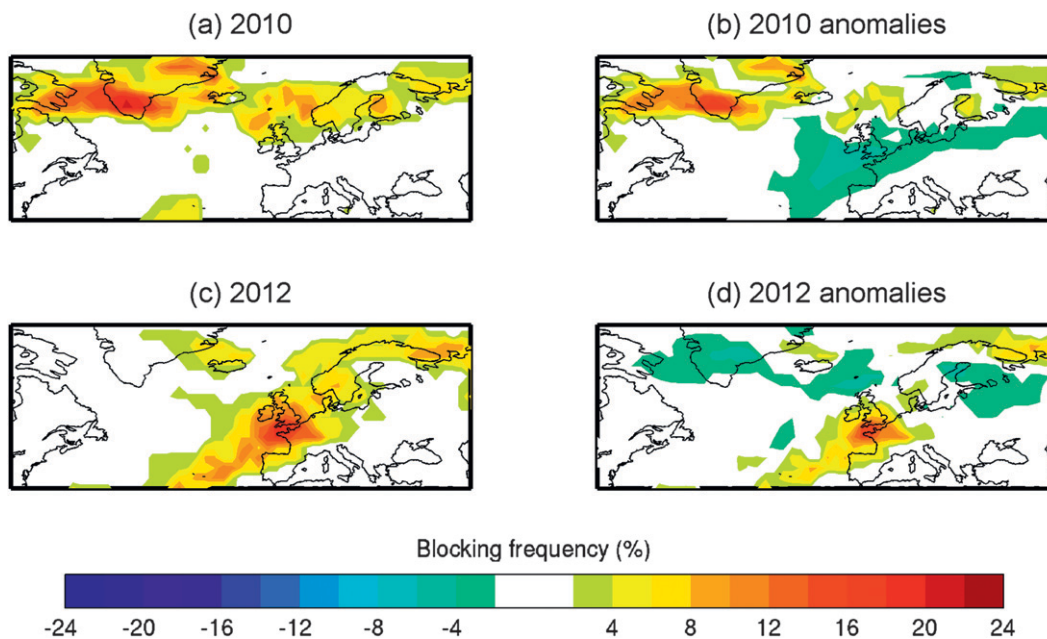 (a) 2010
(b) 2010 anomalies
(c) 2012
(d) 2012 anomalies
Blocking frequency (%)
-24 -20 -16 -12 -8 -4 4 8 12 16 20 24